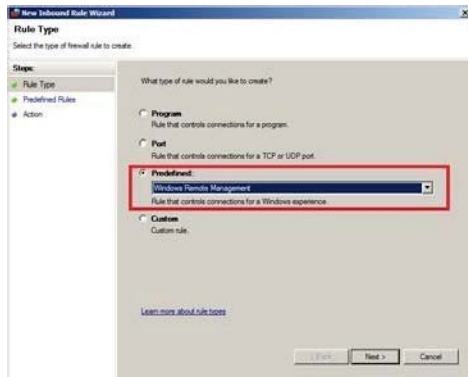 New Inbound Rule Wizard
Rule Type
Select the type of firewall rule to create.
Steps:
Rule Type
Predefined Rules
Action
What type of rule would you like to create?
Program
Rule that controls connections for a program.
Port
Rule that controls connections for a TCP or UDP port.
Predefined:
Windows Remote Management
Rule that controls connections for a Windows experience.
Custom
Custom rule.
Learn more about rule types
< Back
Next >
Cancel